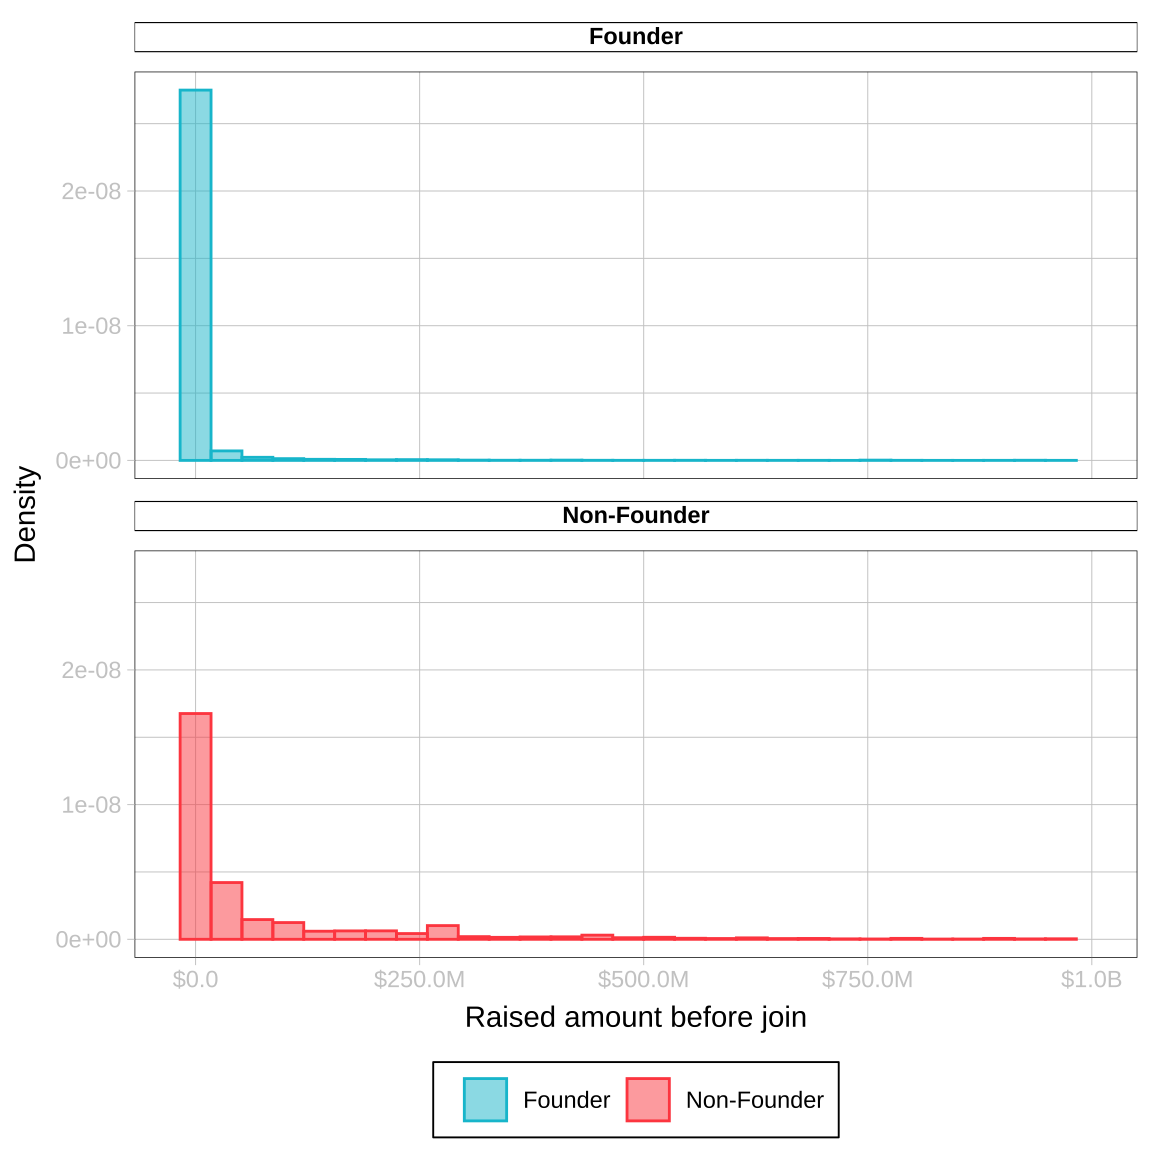 Founder
2e-08
1e-08
0e+00
Density
Non-Founder
2e-08
1e-08
0e+00
$0.0 $250.0M $500.0M $750.0M $1.0B
Raised amount before join
Founder Non-Founder